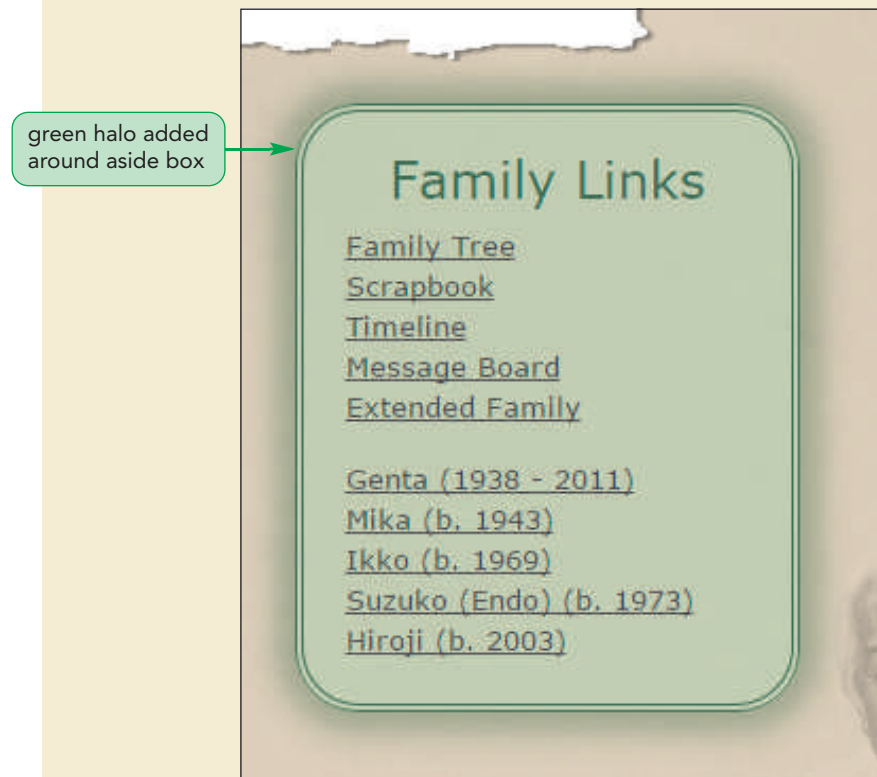 green halo added
around aside box
Family Links
Family Tree
Scrapbook
Timeline
Message Board
Extended Family
Genta (1938 - 2011)
Mika (b. 1943)
Ikko (b. 1969)
Suzuko (Endo) (b. 1973)
Hiroji (b. 2003)